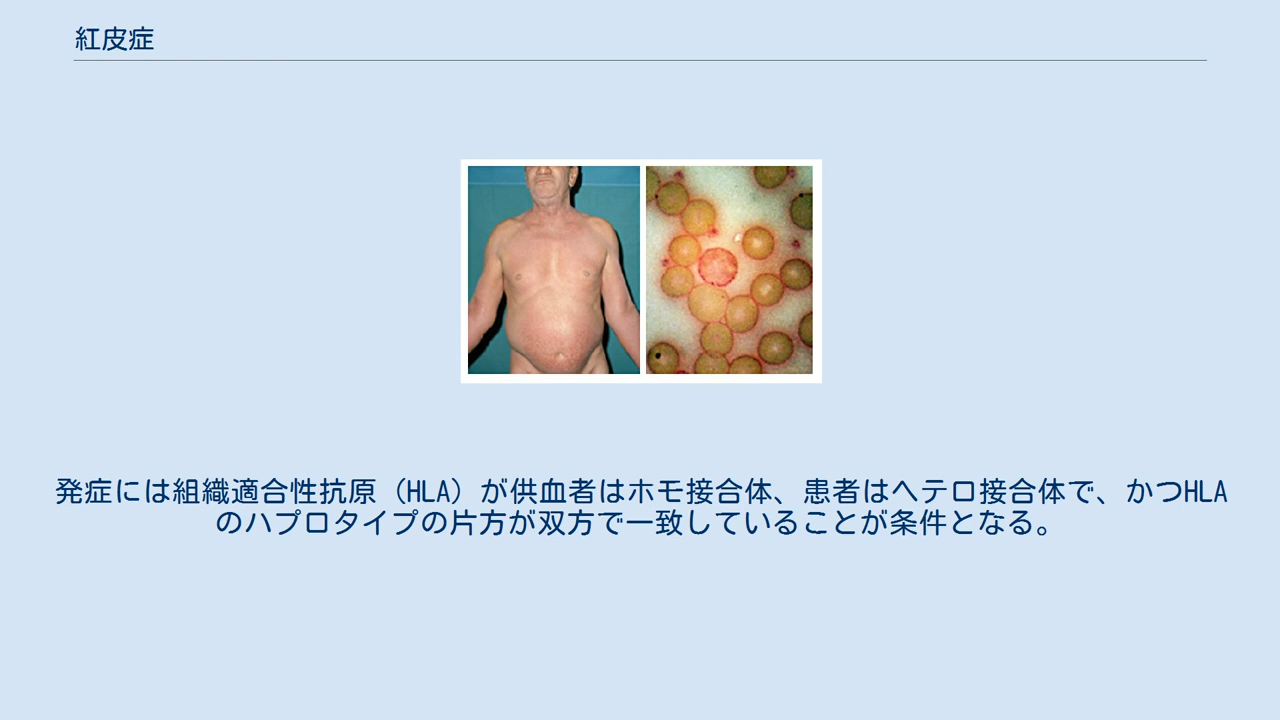 紅皮症
発症には組織適合性抗原（HLA）が供血者はホモ接合体、患者はヘテロ接合体で、かつHLA
のハプロタイプの片方が双方で一致していることが条件となる。